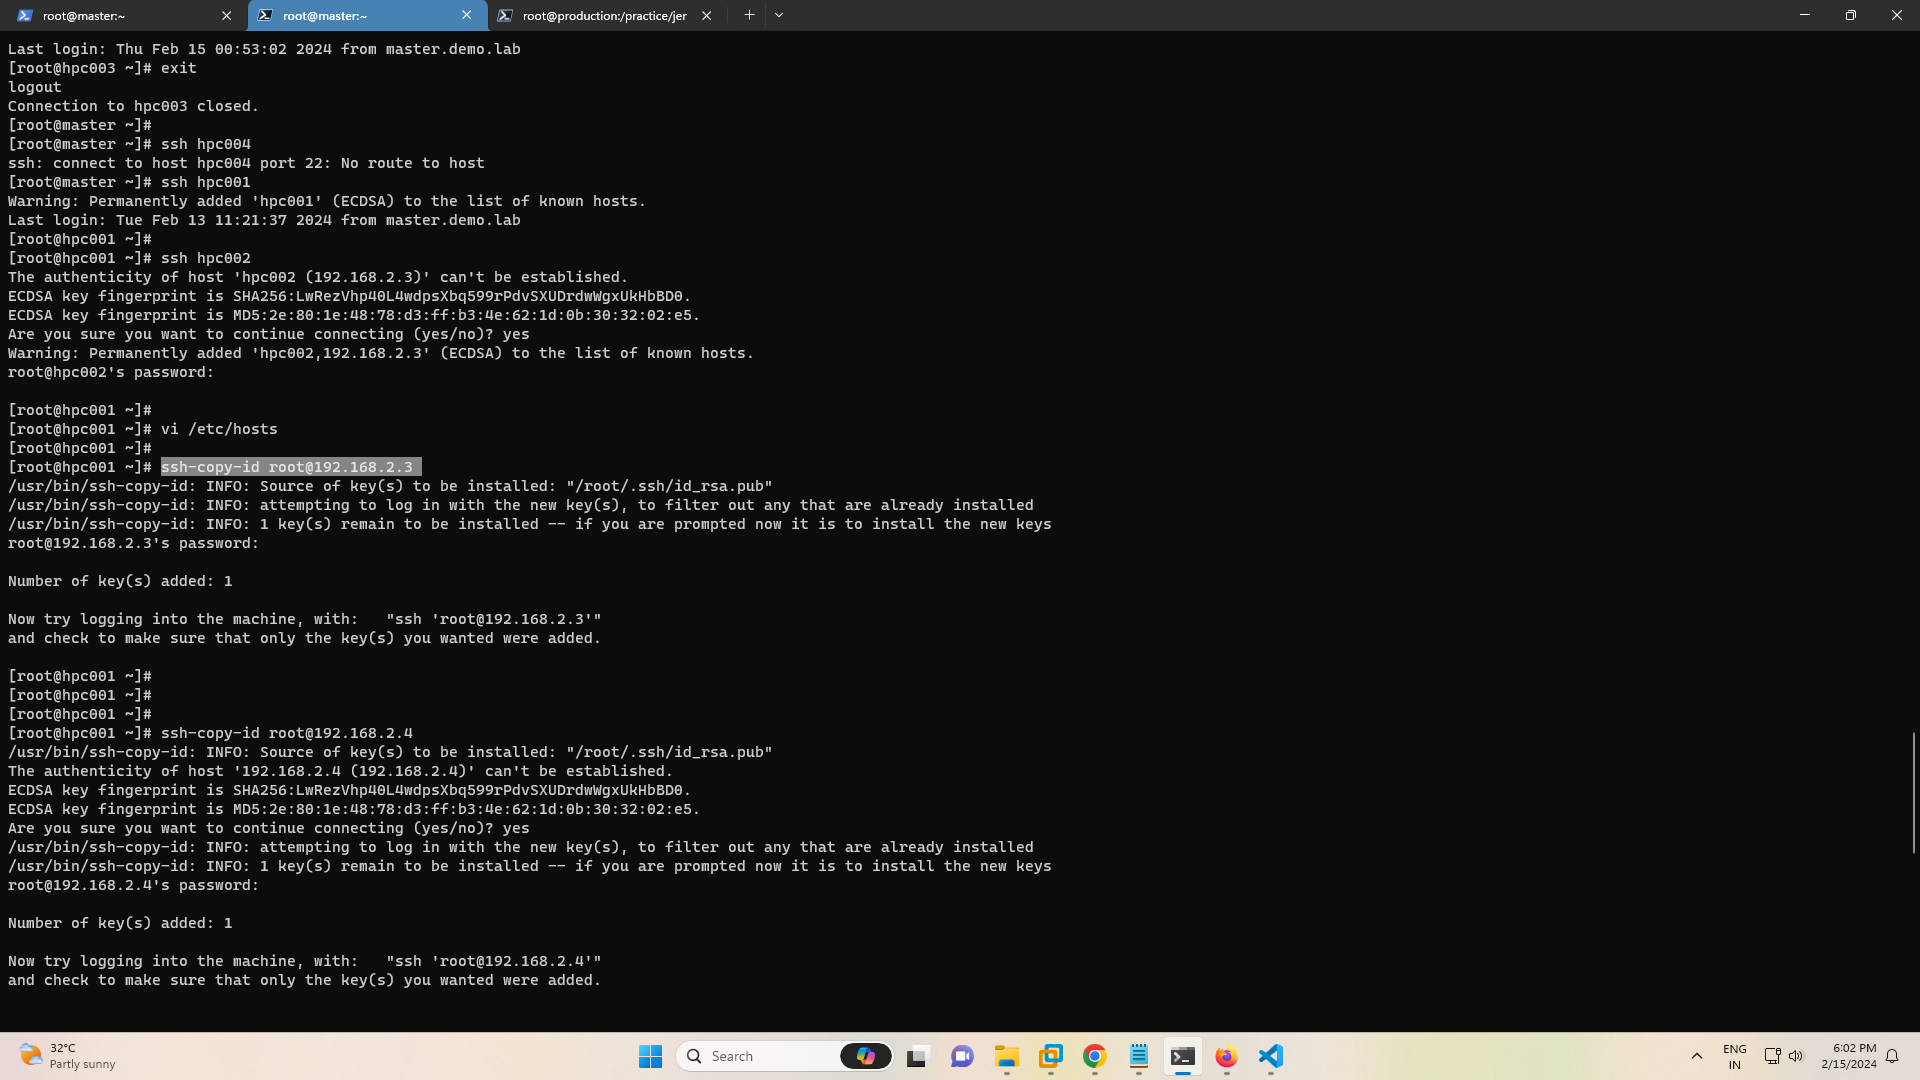 root@master:~
root@master:~
root@production:/practice/jer
Last login: Thu Feb 15 00:53:02 2024 from master.demo.lab
[root@hpc003 ~]# exit
logout
Connection to hpc003 closed.
[root@master ~]#
[root@master ~]# ssh hpc004
ssh: connect to host hpc004 port 22: No route to host
[root@master ~]# ssh hpc001
Warning: Permanently added 'hpc001' (ECDSA) to the list of known hosts.
Last login: Tue Feb 13 11:21:37 2024 from master.demo.lab
[root@hpc001 ~]#
[root@hpc001 ~]# ssh hpc002
The authenticity of host 'hpc002 (192.168.2.3)' can't be established.
ECDSA key fingerprint is SHA256:LwRezVhp40L4wdpsXbq599rPdvSXUDrdwWgxUkHbBD0.
ECDSA key fingerprint is MD5:2e:80:1e:48:78:d3:ff:b3:4e:62:1d:0b:30:32:02:e5.
Are you sure you want to continue connecting (yes/no)? yes
Warning: Permanently added 'hpc002,192.168.2.3' (ECDSA) to the list of known hosts.
root@hpc002's password:
[root@hpc001 ~]#
[root@hpc001 ~]# vi /etc/hosts
[root@hpc001 ~]#
[root@hpc001 ~]# ssh-copy-id root@192.168.2.3
/usr/bin/ssh-copy-id: INFO: Source of key(s) to be installed: "/root/.ssh/id_rsa.pub"
/usr/bin/ssh-copy-id: INFO: attempting to log in with the new key(s), to filter out any that are already installed
/usr/bin/ssh-copy-id: INFO: 1 key(s) remain to be installed -- if you are prompted now it is to install the new keys
root@192.168.2.3's password:
Number of key(s) added: 1
Now try logging into the machine, with:   "ssh 'root@192.168.2.3'"
and check to make sure that only the key(s) you wanted were added.
[root@hpc001 ~]#
[root@hpc001 ~]#
[root@hpc001 ~]#
[root@hpc001 ~]# ssh-copy-id root@192.168.2.4
/usr/bin/ssh-copy-id: INFO: Source of key(s) to be installed: "/root/.ssh/id_rsa.pub"
The authenticity of host '192.168.2.4 (192.168.2.4)' can't be established.
ECDSA key fingerprint is SHA256:LwRezVhp40L4wdpsXbq599rPdvSXUDrdwWgxUkHbBD0.
ECDSA key fingerprint is MD5:2e:80:1e:48:78:d3:ff:b3:4e:62:1d:0b:30:32:02:e5.
Are you sure you want to continue connecting (yes/no)? yes
/usr/bin/ssh-copy-id: INFO: attempting to log in with the new key(s), to filter out any that are already installed
/usr/bin/ssh-copy-id: INFO: 1 key(s) remain to be installed -- if you are prompted now it is to install the new keys
root@192.168.2.4's password:
Number of key(s) added: 1
Now try logging into the machine, with:   "ssh 'root@192.168.2.4'"
and check to make sure that only the key(s) you wanted were added.
32°C
Partly sunny
Search
ENG
IN
6:02 PM
2/15/2024